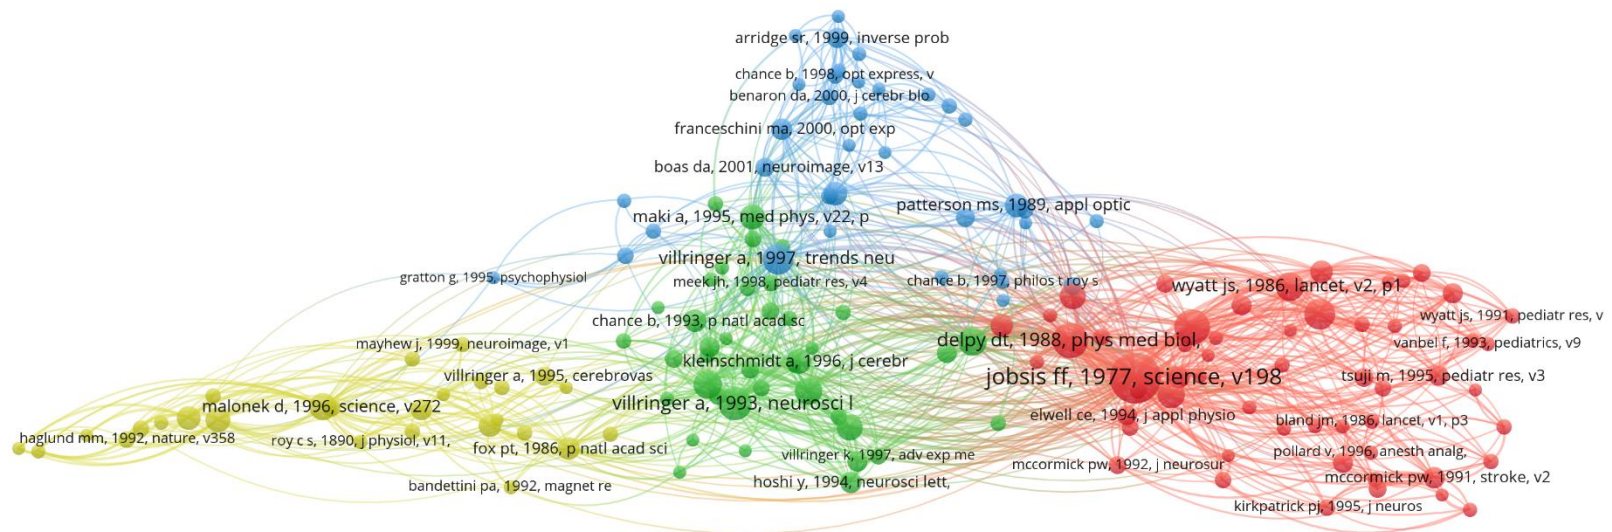 arridge sr, 1999, inverse prob
chance b, 1998, opt express, v
benaron da, 2000, j cerebr blo
franceschini ma, 2000, opt exp
boas da, 2001, neuroimage, v13
patterson ms, 1989, appl optic
maki a, 1995, med phys, v22, p
villringer a, 1997, trends neu
gratton g, 1995, psychophysiol
meek jh, 1998, pediatr res, v4
chance b, 1997, philos t roy s
wyatt js, 1986, lancet, v2, p1
wyatt js, 1991, pediatr res, v
chance b, 1993, p natl acad sc
delpy dt, 1988, phys med biol,
mayhew j, 1999, neuroimage, v1
vanbel f, 1993, pediatrics, v9
kleinschmidt a, 1996, j cerebr
villringer a, 1995, cerebrovas
jobsis ff, 1977, science, v198
tsuji m, 1995, pediatr res, v3
malonek d, 1996, science, v272
villringer a, 1993, neurosci l
elwell ce, 1994, j appl physio
bland jm, 1986, lancet, v1, p3
haglund mm, 1992, nature, v358
roy c s, 1890, j physiol, v11,
fox pt, 1986, p natl acad sci
villringer k, 1997, adv exp me
pollard v, 1996, anesth analg,
mccormick pw, 1992, j neurosur
mccormick pw, 1991, stroke, v2
bandettini pa, 1992, magnet re
hoshi y, 1994, neurosci lett,
kirkpatrick pj, 1995, j neuros